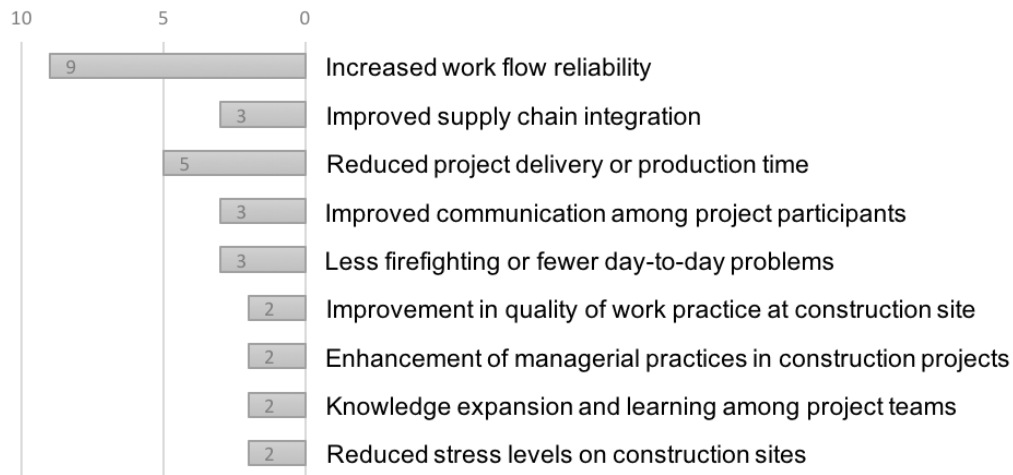 10 5 0
9 Increased work flow reliability
3 Improved supply chain integration
5 Reduced project delivery or production time
3 Improved communication among project participants
3 Less firefighting or fewer day-to-day problems
2 Improvement in quality of work practice at construction site
2 Enhancement of managerial practices in construction projects
2 Knowledge expansion and learning among project teams
2 Reduced stress levels on construction sites